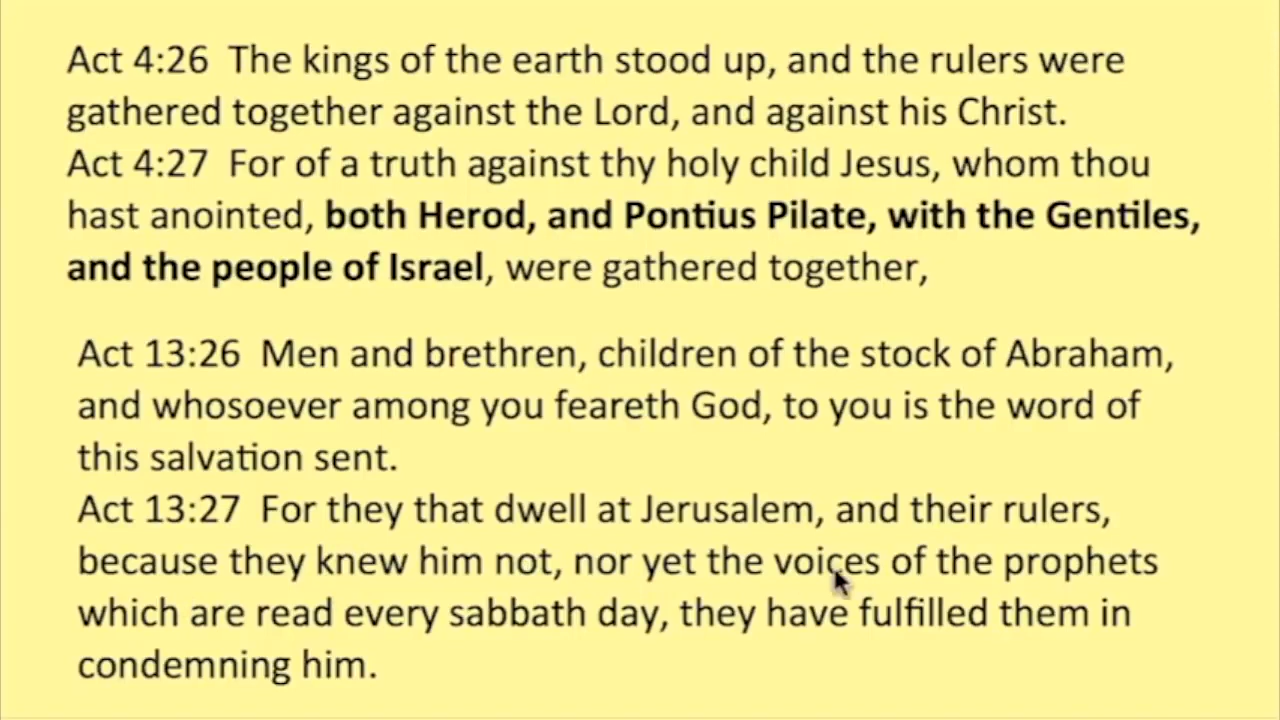 Act 4:26  The kings of the earth stood up, and the rulers were
gathered together against the Lord, and against his Christ.
Act 4:27  For of a truth against thy holy child Jesus, whom thou
hast anointed, both Herod, and Pontius Pilate, with the Gentiles,
and the people of Israel, were gathered together,
Act 13:26  Men and brethren, children of the stock of Abraham,
and whosoever among you feareth God, to you is the word of
this salvation sent.
Act 13:27  For they that dwell at Jerusalem, and their rulers,
because they knew him not, nor yet the voices of the prophets
which are read every sabbath day, they have fulfilled them in
condemning him.